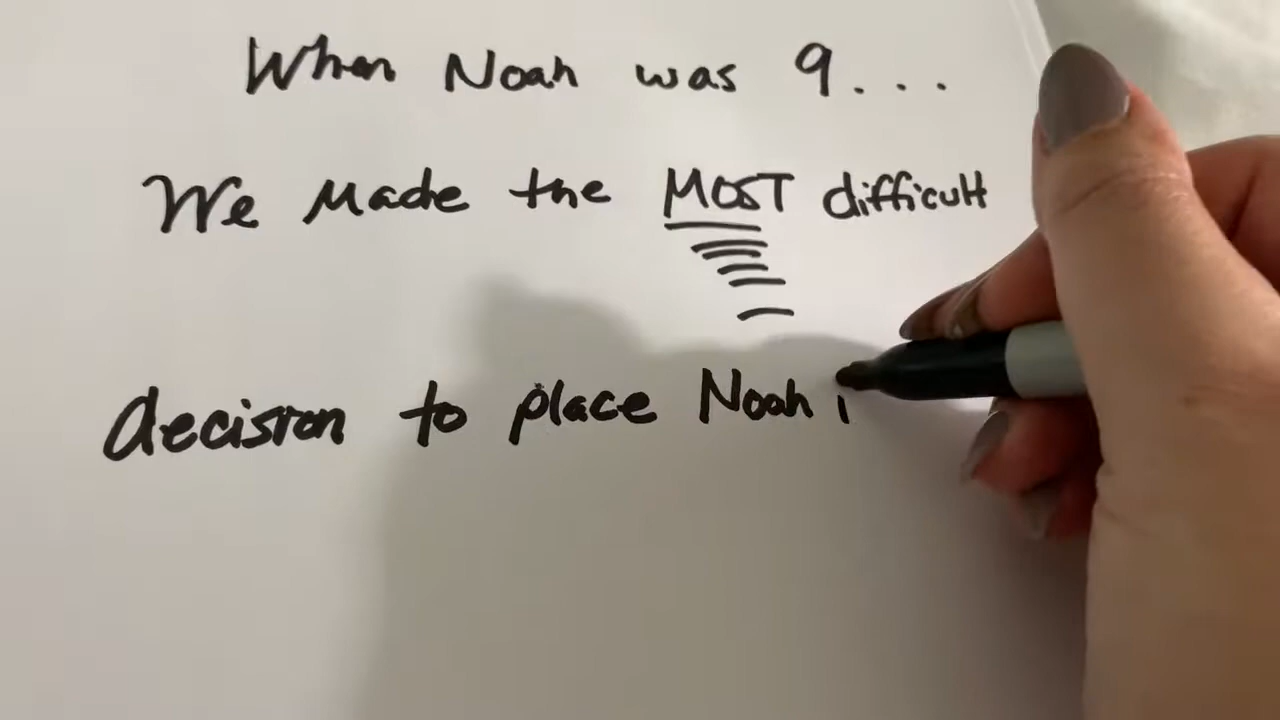 When Noah was 9...
We made the MOST difficult
decision to place Noah i